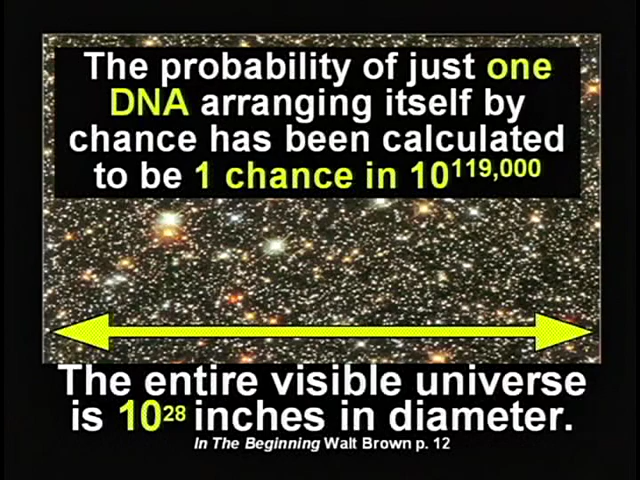 The probability of just one
DNA arranging itself by
chance has been calculated
to be 1 chance in 10¹¹⁹,⁰⁰⁰
The entire visible universe
is 10²⁸ inches in diameter.
In The Beginning Walt Brown p. 12